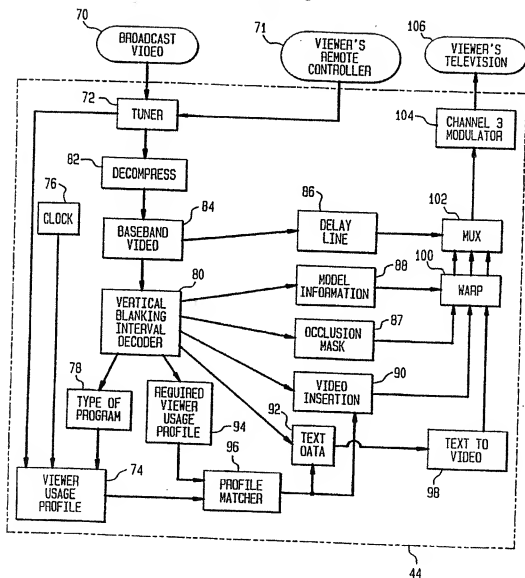 70
BROADCAST
VIDEO
71
VIEWER'S
REMOTE
CONTROLLER
106
VIEWER'S
TELEVISION
72
TUNER
104
CHANNEL 3
MODULATOR
82
DECOMPRESS
76
CLOCK
84
BASEBAND
VIDEO
86
DELAY
LINE
102
MUX
80
VERTICAL
BLANKING
INTERVAL
DECODER
88
MODEL
INFORMATION
100
WARP
87
OCCLUSION
MASK
78
TYPE OF
PROGRAM
REQUIRED
VIEWER
USAGE
PROFILE
94
90
VIDEO
INSERTION
92
TEXT
DATA
TEXT TO
VIDEO
98
VIEWER
USAGE
PROFILE
74
96
PROFILE
MATCHER
44